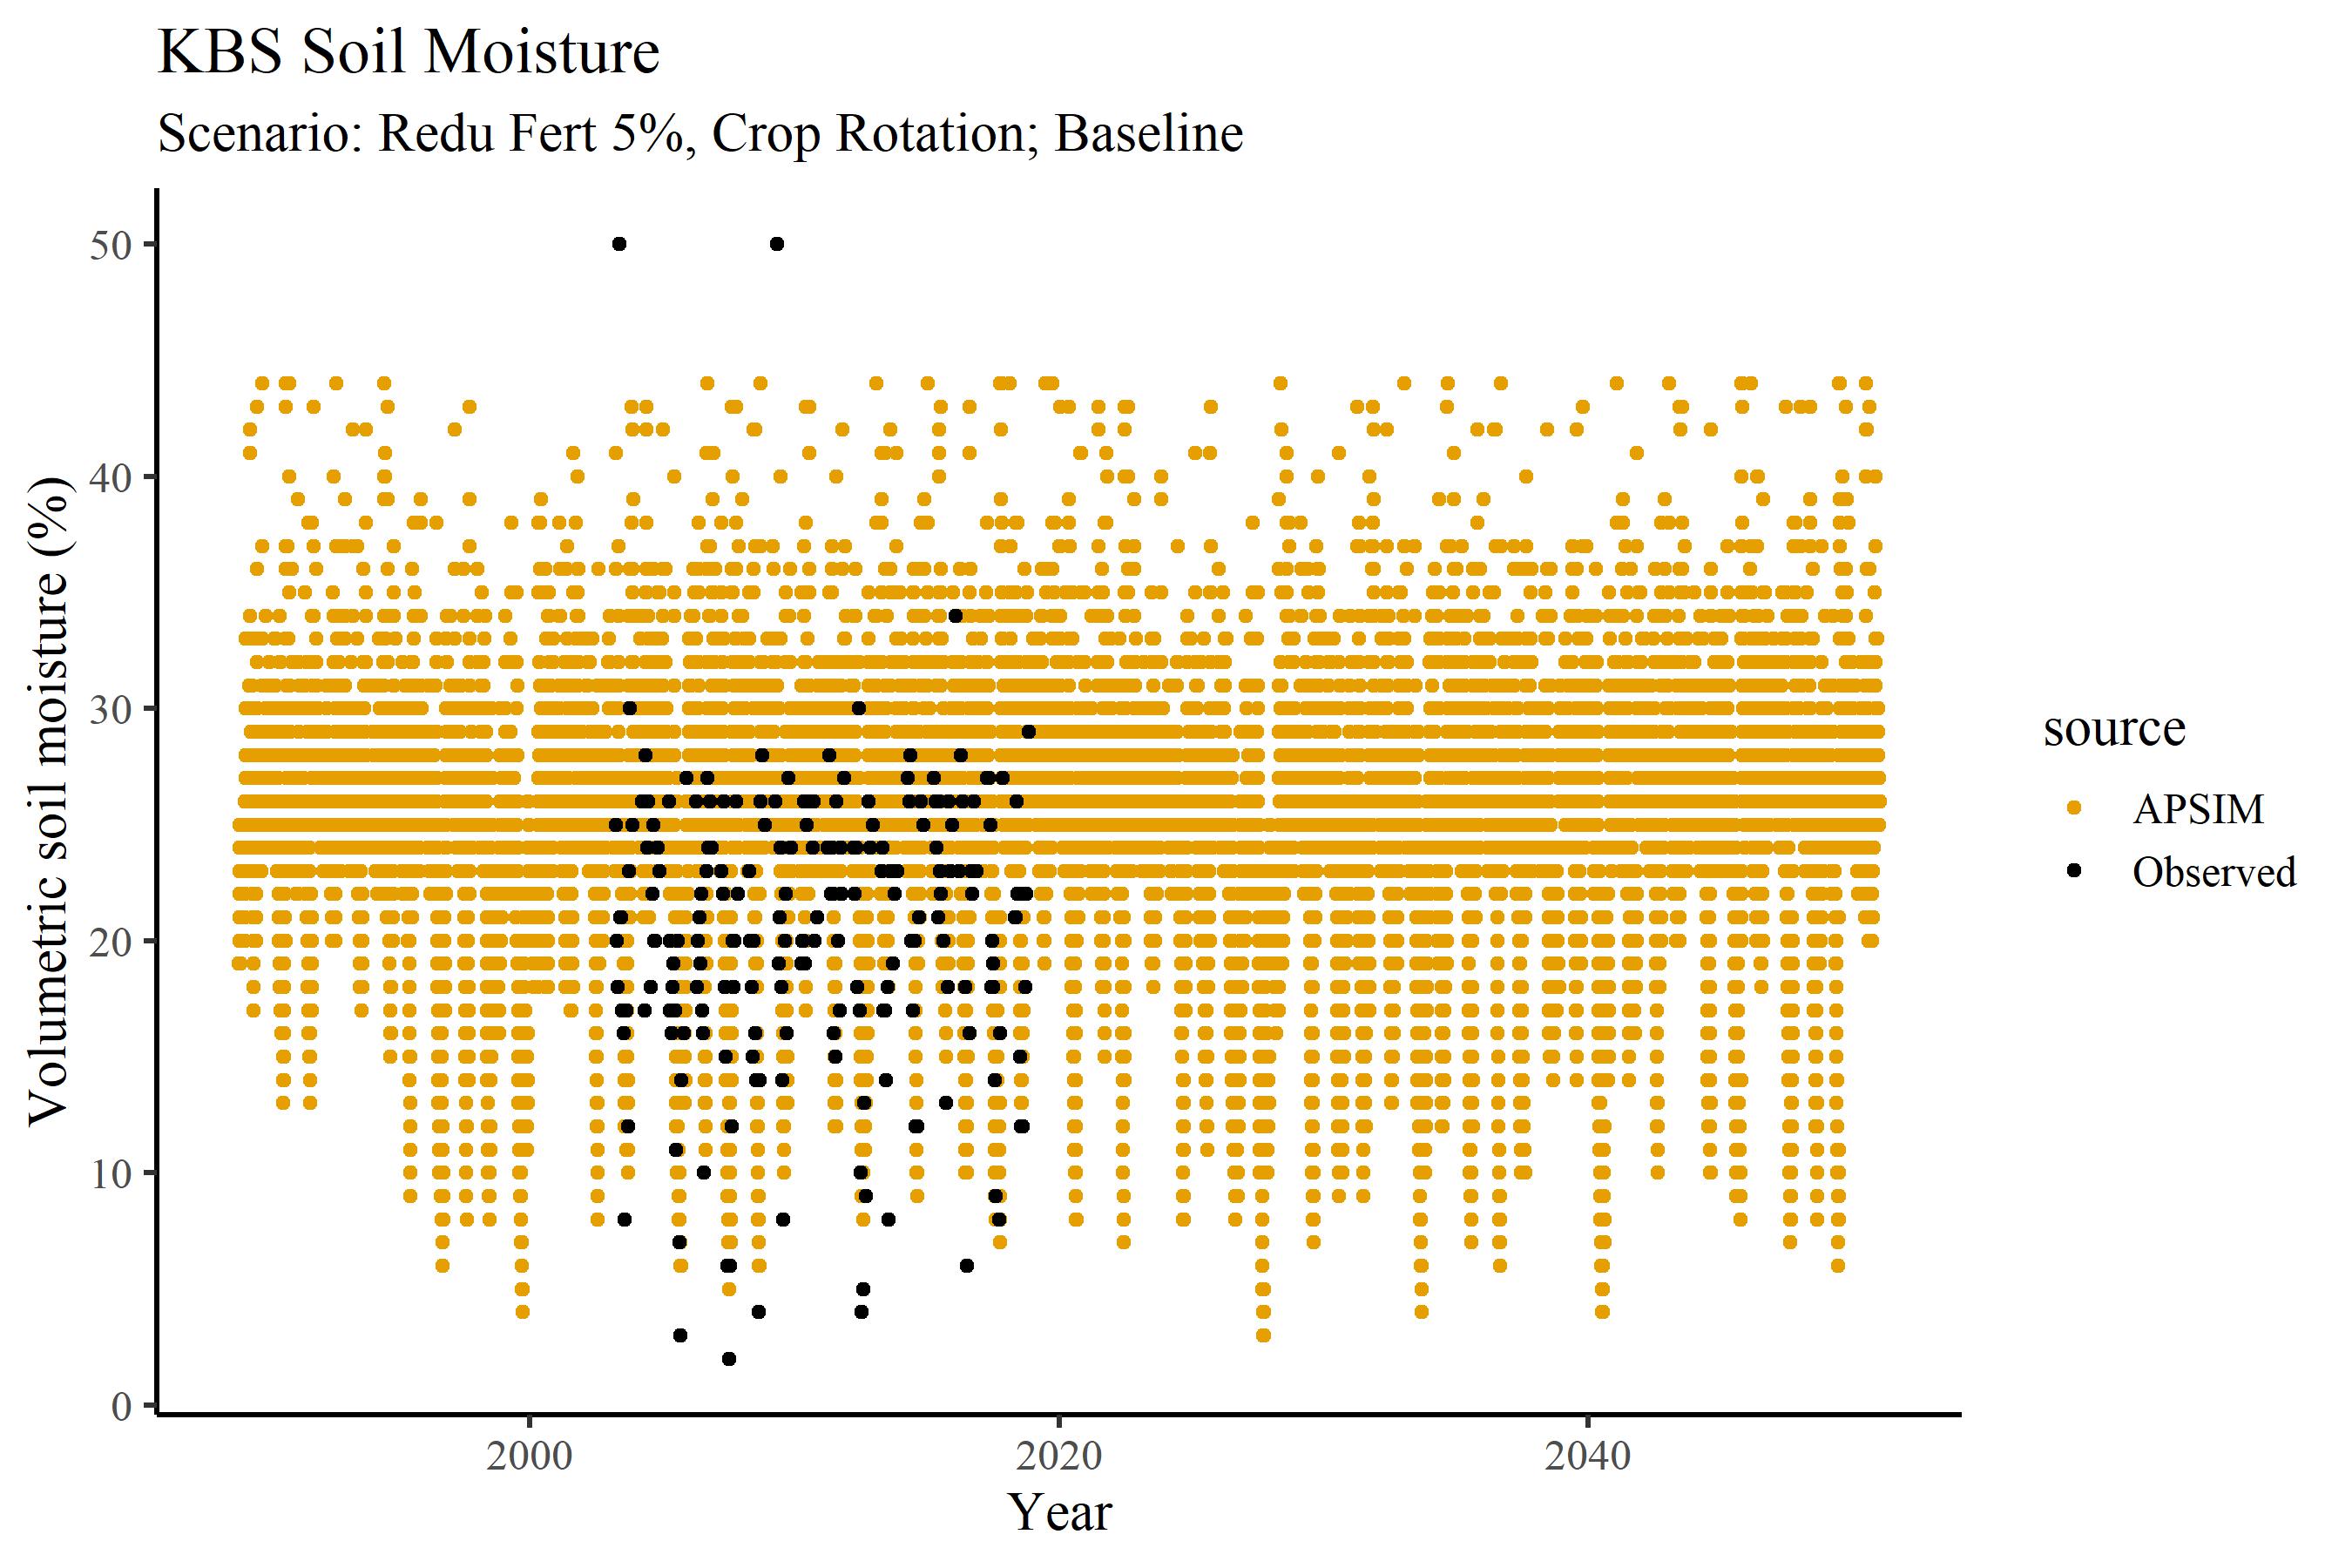 KBS Soil Moisture
Scenario: Redu Fert 5%, Crop Rotation; Baseline
Volumetric soil moisture (%)
50
40
30
20
10
0
2000
2020
2040
Year
source
APSIM
Observed